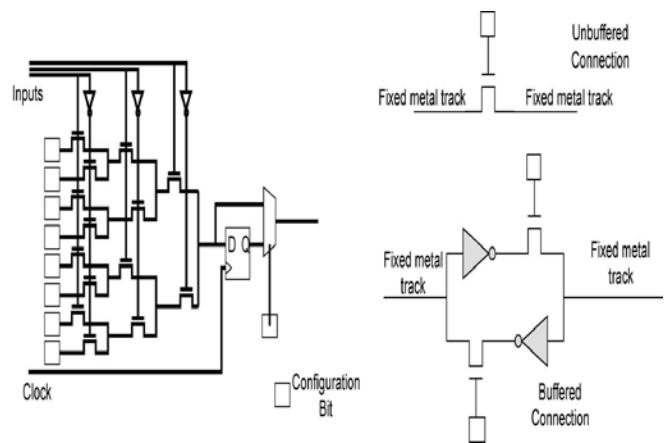 Inputs
Clock
D Q
Configuration
Bit
Unbuffered
Connection
Fixed metal track
Fixed metal track
Fixed metal
track
Fixed metal
track
Buffered
Connection